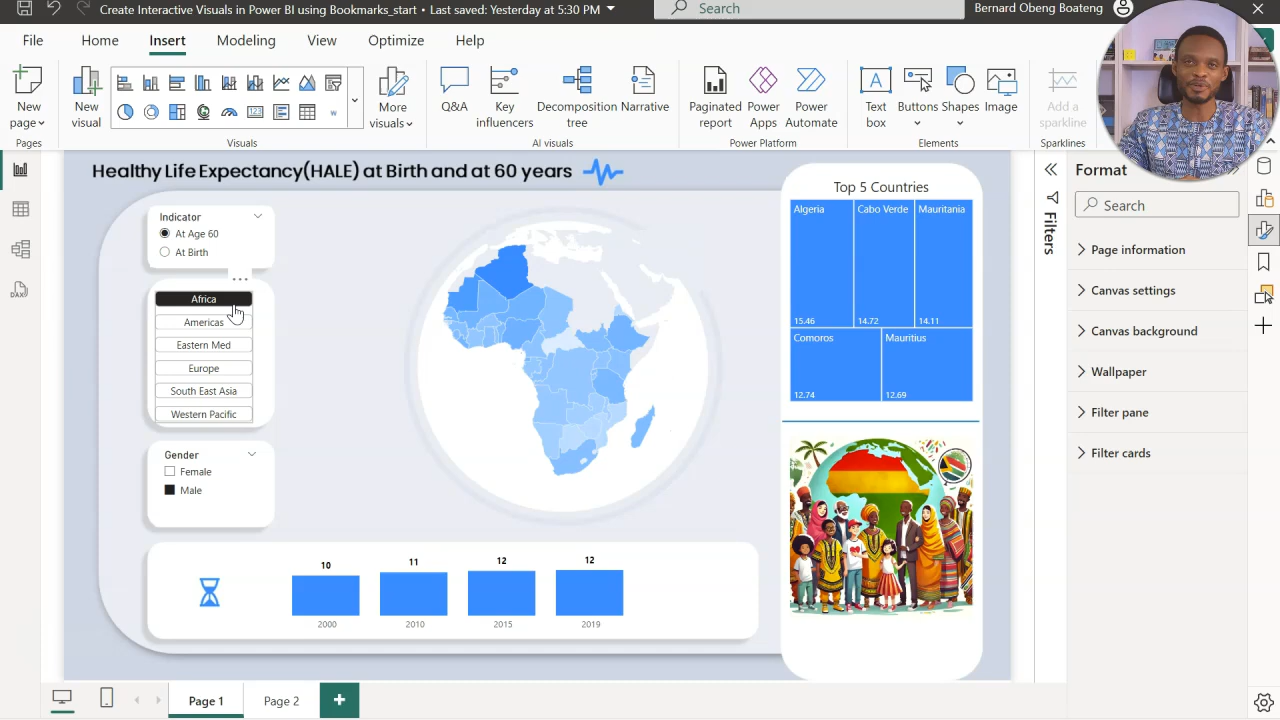 Create Interactive Visuals in Power BI using Bookmarks_start • Last saved: Yesterday at 5:30 PM
Search
Bernard Obeng Boateng
File
Home
Insert
Modeling
View
Optimize
Help
New page
New visual
More visuals
Q&A
Key influencers
Decomposition tree
Narrative
Paginated report
Power Apps
Power Automate
Text box
Buttons
Shapes
Image
Add a sparkline
Pages
Visuals
AI visuals
Power Platform
Elements
Sparklines
Healthy Life Expectancy(HALE) at Birth and at 60 years
Indicator
At Age 60
At Birth
Africa
Americas
Eastern Med
Europe
South East Asia
Western Pacific
Gender
Female
Male
10
11
12
12
2000
2010
2015
2019
Top 5 Countries
Algeria
Cabo Verde
Mauritania
15.46
14.72
14.11
Comoros
Mauritius
12.74
12.69
Filters
Format
Search
Page information
Canvas settings
Canvas background
Wallpaper
Filter pane
Filter cards
DAX
Page 1
Page 2